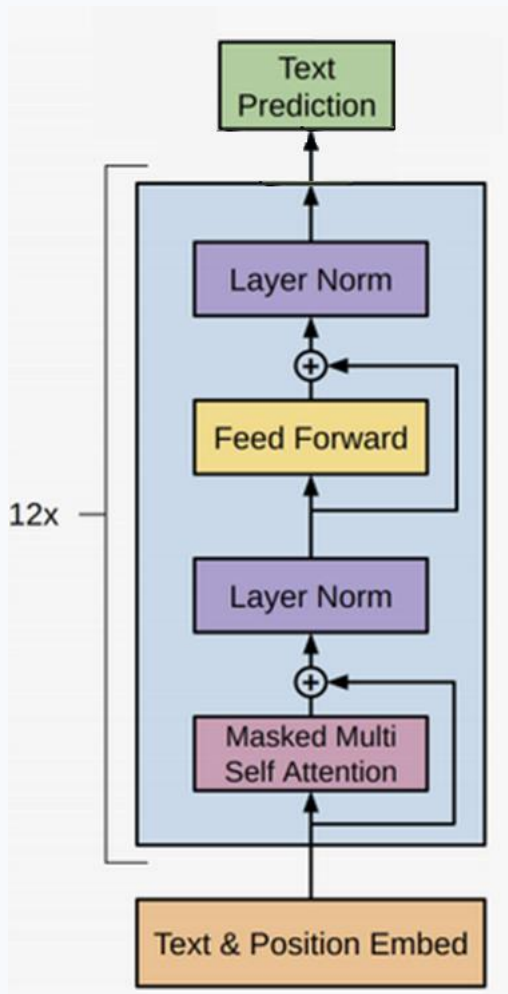 Text
Prediction
Layer Norm
Feed Forward
12x
Layer Norm
Masked Multi
Self Attention
Text & Position Embed